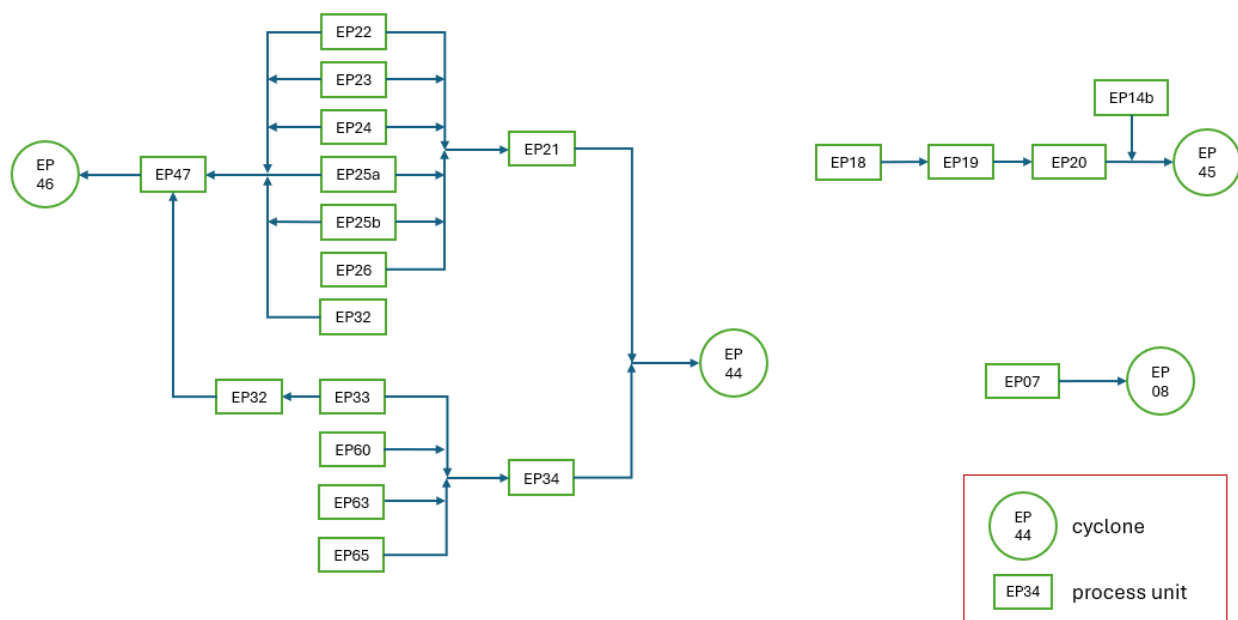 EP22
EP23
EP24
EP25a
EP25b
EP26
EP32
EP
46
EP47
EP21
EP
44
EP32
EP33
EP60
EP63
EP65
EP34
EP14b
EP18
EP19
EP20
EP
45
EP07
EP
08
EP
44
cyclone
EP34
process unit